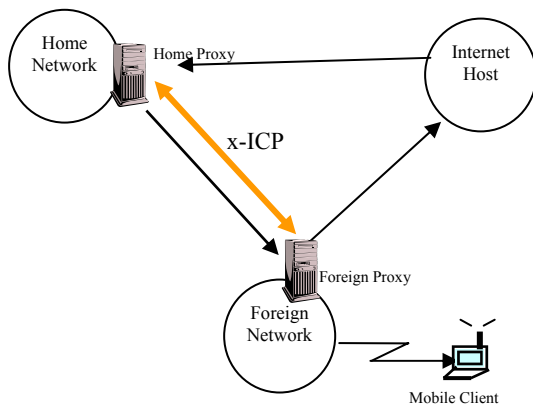 Home
Network
Home Proxy
Internet
Host
x-ICP
Foreign Proxy
Foreign
Network
Mobile Client